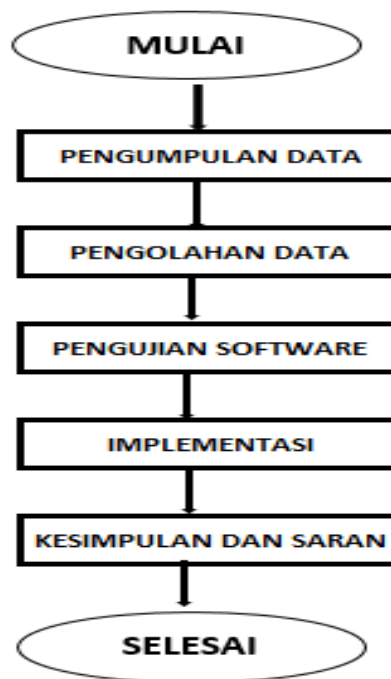 MULAI
PENGUMPULAN DATA
PENGOLAHAN DATA
PENGUJIAN SOFTWARE
IMPLEMENTASI
KESIMPULAN DAN SARAN
SELESAI